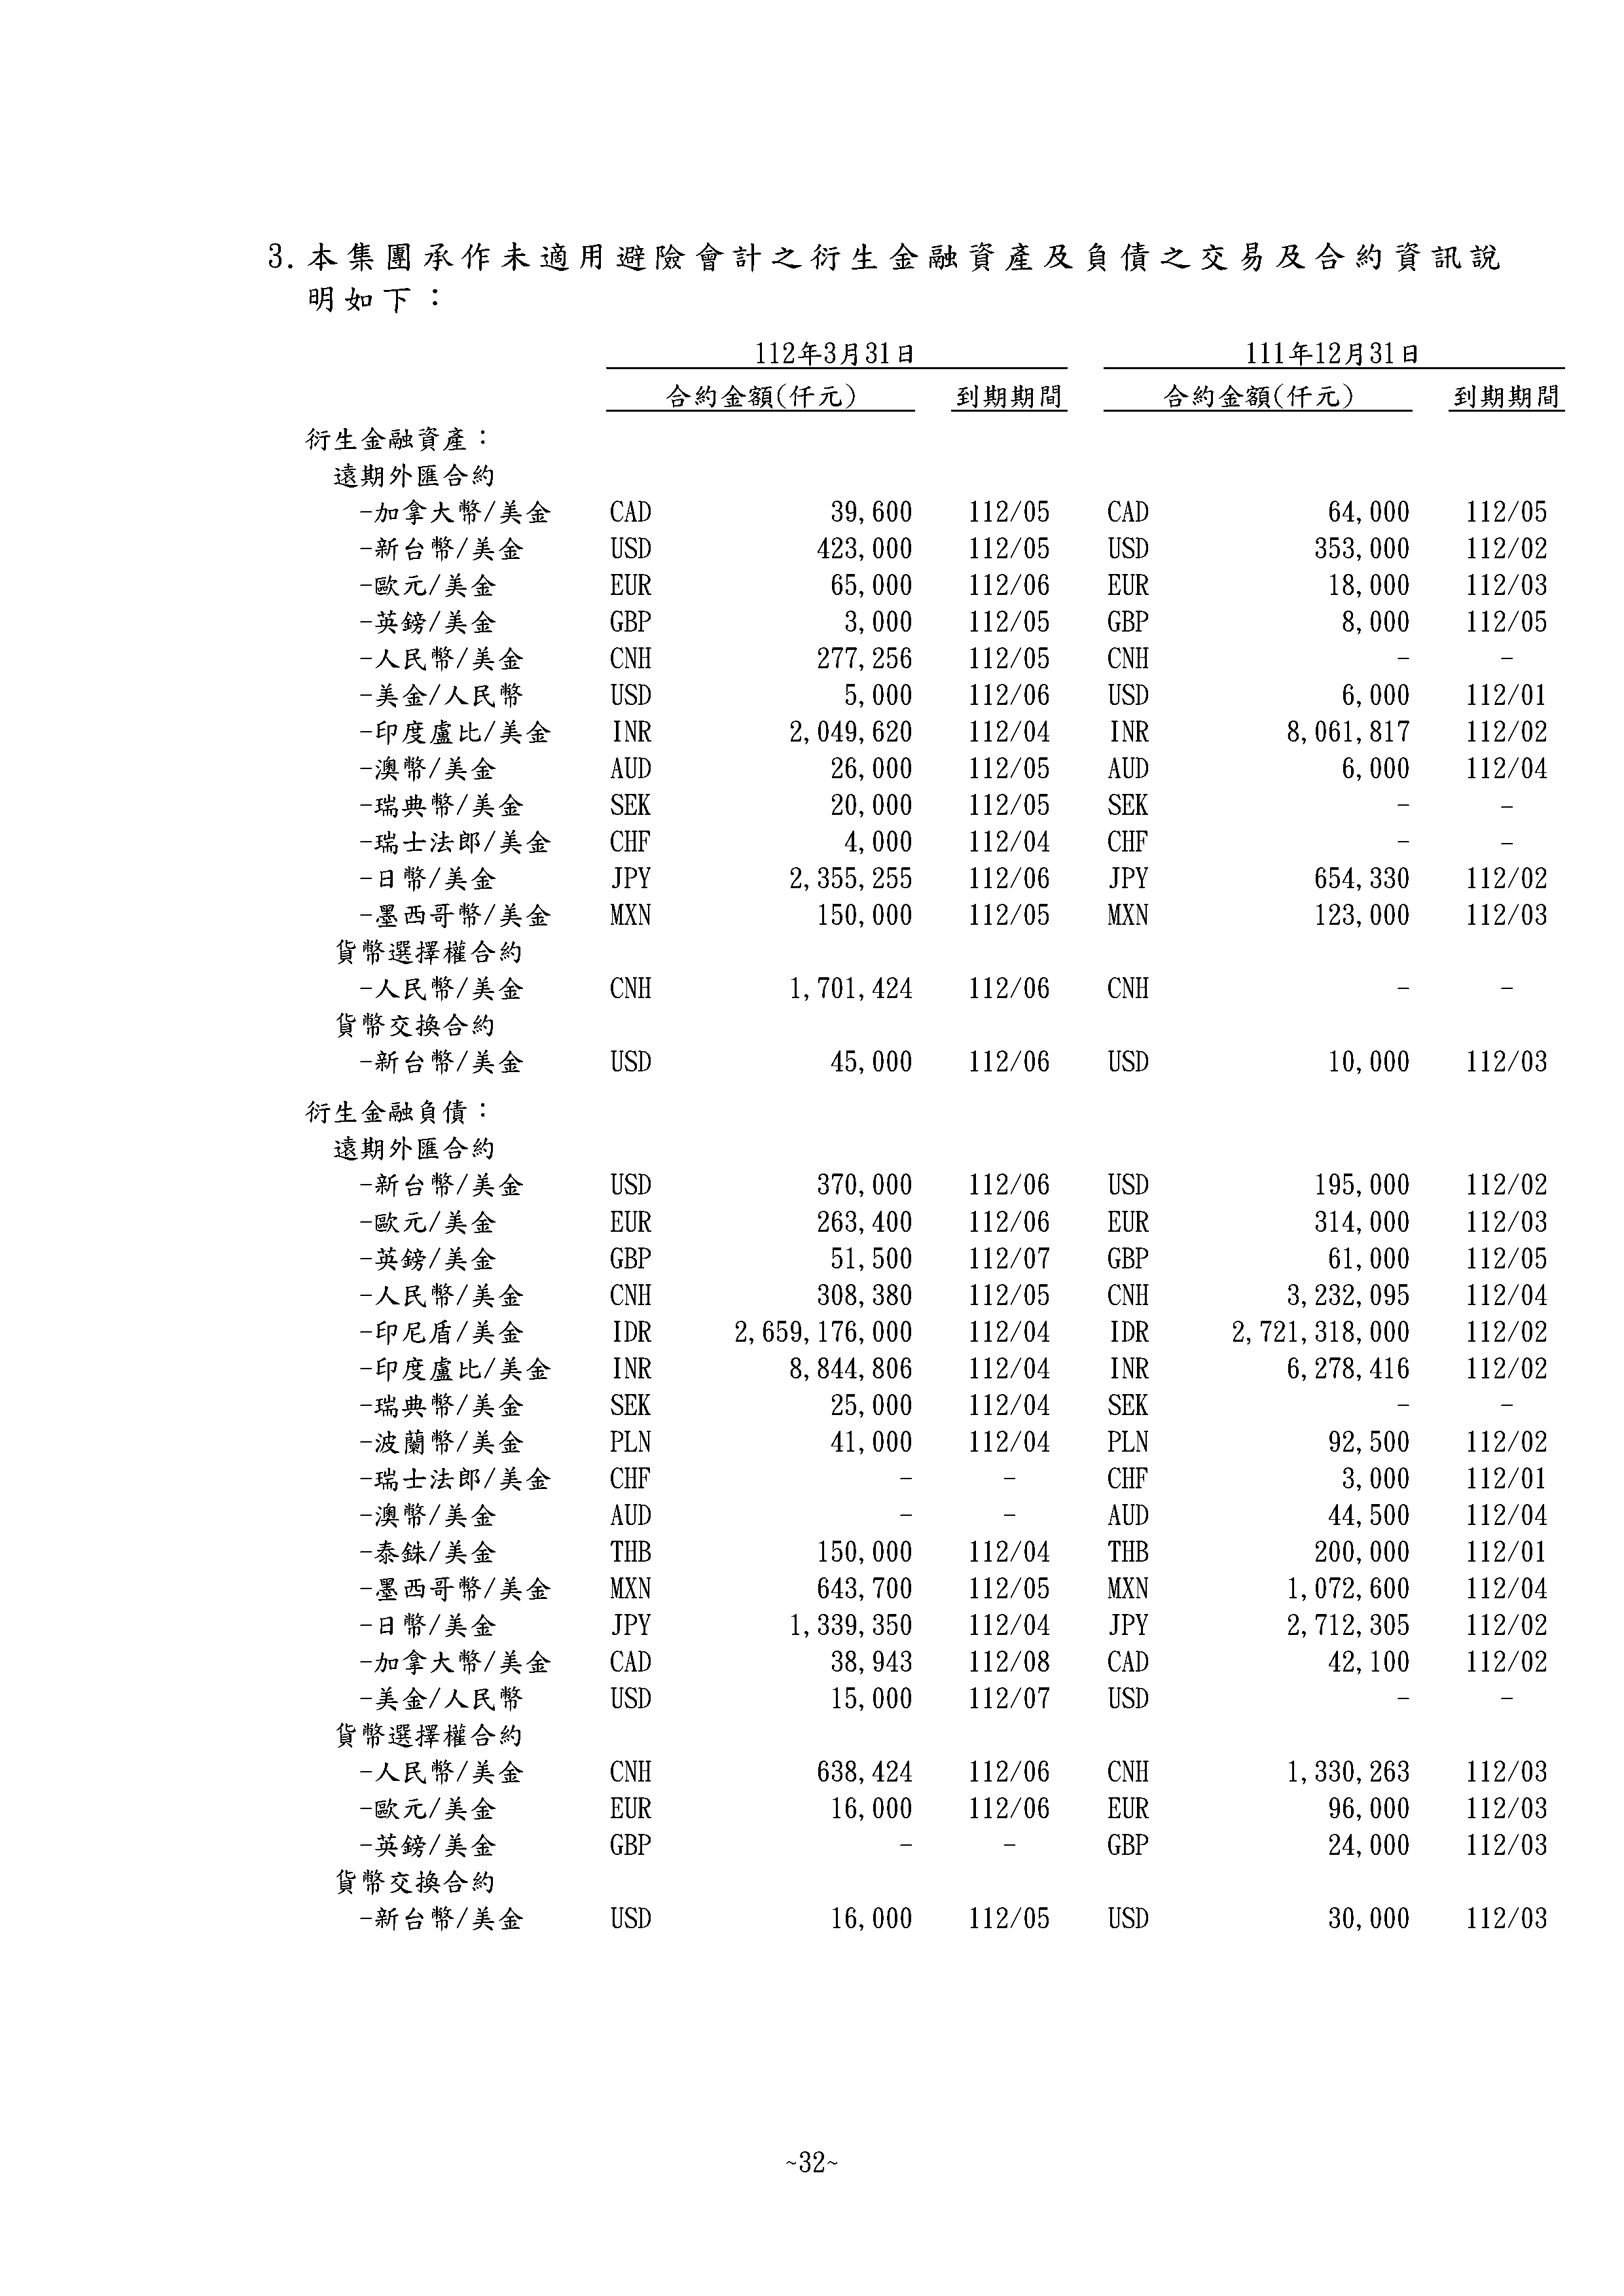 3.本集團承作未適用避險會計之衍生金融資產及負債之交易及合約資訊說
明如下：
112年3月31日 111年12月31日
合約金額(仟元) 到期期間 合約金額(仟元) 到期期間
衍生金融資產：
遠期外匯合約
-加拿大幣/美金 CAD 39,600 112/05 CAD 64,000 112/05
-新台幣/美金 USD 423,000 112/05 USD 353,000 112/02
-歐元/美金 EUR 65,000 112/06 EUR 18,000 112/03
-英鎊/美金 GBP 3,000 112/05 GBP 8,000 112/05
-人民幣/美金 CNH 277,256 112/05 CNH - -
-美金/人民幣 USD 5,000 112/06 USD 6,000 112/01
-印度盧比/美金 INR 2,049,620 112/04 INR 8,061,817 112/02
-澳幣/美金 AUD 26,000 112/05 AUD 6,000 112/04
-瑞典幣/美金 SEK 20,000 112/05 SEK - -
-瑞士法郎/美金 CHF 4,000 112/04 CHF - -
-日幣/美金 JPY 2,355,255 112/06 JPY 654,330 112/02
-墨西哥幣/美金 MXN 150,000 112/05 MXN 123,000 112/03
貨幣選擇權合約
-人民幣/美金 CNH 1,701,424 112/06 CNH - -
貨幣交換合約
-新台幣/美金 USD 45,000 112/06 USD 10,000 112/03
衍生金融負債：
遠期外匯合約
-新台幣/美金 USD 370,000 112/06 USD 195,000 112/02
-歐元/美金 EUR 263,400 112/06 EUR 314,000 112/03
-英鎊/美金 GBP 51,500 112/07 GBP 61,000 112/05
-人民幣/美金 CNH 308,380 112/05 CNH 3,232,095 112/04
-印尼盾/美金 IDR 2,659,176,000 112/04 IDR 2,721,318,000 112/02
-印度盧比/美金 INR 8,844,806 112/04 INR 6,278,416 112/02
-瑞典幣/美金 SEK 25,000 112/04 SEK - -
-波蘭幣/美金 PLN 41,000 112/04 PLN 92,500 112/02
-瑞士法郎/美金 CHF - - CHF 3,000 112/01
-澳幣/美金 AUD - - AUD 44,500 112/04
-泰銖/美金 THB 150,000 112/04 THB 200,000 112/01
-墨西哥幣/美金 MXN 643,700 112/05 MXN 1,072,600 112/04
-日幣/美金 JPY 1,339,350 112/04 JPY 2,712,305 112/02
-加拿大幣/美金 CAD 38,943 112/08 CAD 42,100 112/02
-美金/人民幣 USD 15,000 112/07 USD - -
貨幣選擇權合約
-人民幣/美金 CNH 638,424 112/06 CNH 1,330,263 112/03
-歐元/美金 EUR 16,000 112/06 EUR 96,000 112/03
-英鎊/美金 GBP - - GBP 24,000 112/03
貨幣交換合約
-新台幣/美金 USD 16,000 112/05 USD 30,000 112/03
~32~